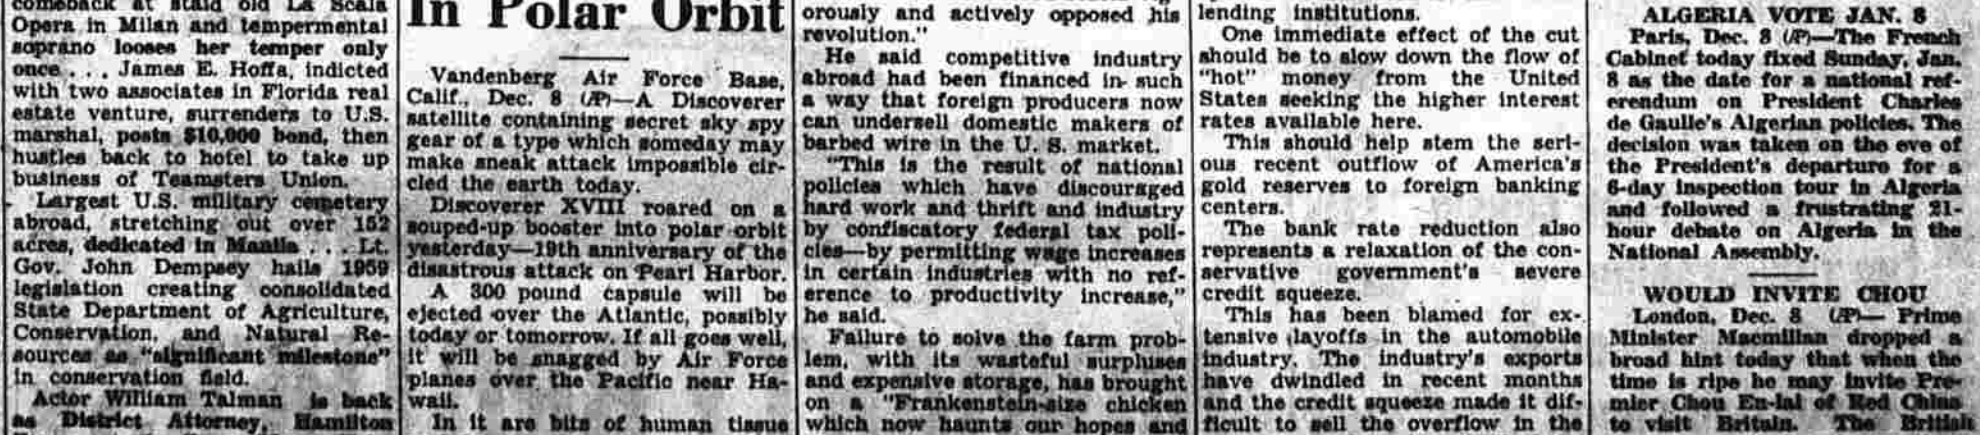 comeback at staid old La Scala
Opera in Milan and tempermental
soprano looses her temper only
once . . . James E. Hoffa, indicted
with two associates in Florida real
estate venture, surrenders to U.S.
marshal, posts $10,000 bond, then
hustles back to hotel to take up
business of Teamsters Union.
Largest U.S. military cemetery
abroad, stretching out over 152
acres, dedicated in Manila . . . Lt.
Gov. John Dempsey hails 1959
legislation creating consolidated
State Department of Agriculture,
Conservation, and Natural Re-
sources as "significant milestone"
in conservation field.
Actor William Talman is back
as District Attorney, Hamilton
In Polar Orbit
Vandenberg Air Force Base,
Calif., Dec. 8 (AP)—A Discoverer
satellite containing secret sky spy
gear of a type which someday may
make sneak attack impossible cir-
cled the earth today.
Discoverer XVIII roared on a
souped-up booster into polar orbit
yesterday—19th anniversary of the
disastrous attack on Pearl Harbor.
A 300 pound capsule will be
ejected over the Atlantic, possibly
today or tomorrow. If all goes well,
it will be snagged by Air Force
planes over the Pacific near Ha-
waii.
In it are bits of human tissue
orously and actively opposed his
revolution."
He said competitive industry
abroad had been financed in such
a way that foreign producers now
can undersell domestic makers of
barbed wire in the U. S. market.
"This is the result of national
policies which have discouraged
hard work and thrift and industry
by confiscatory federal tax poli-
cies—by permitting wage increases
in certain industries with no ref-
erence to productivity increase,"
he said.
Failure to solve the farm prob-
lem, with its wasteful surpluses
and expensive storage, has brought
on a "Frankenstein-size chicken
which now haunts our hopes and
lending institutions.
One immediate effect of the cut
should be to slow down the flow of
"hot" money from the United
States seeking the higher interest
rates available here.
This should help stem the seri-
ous recent outflow of America's
gold reserves to foreign banking
centers.
The bank rate reduction also
represents a relaxation of the con-
servative government's severe
credit squeeze.
This has been blamed for ex-
tensive layoffs in the automobile
industry. The industry's exports
have dwindled in recent months
and the credit squeeze made it dif-
ficult to sell the overflow in the
ALGERIA VOTE JAN. 8
Paris, Dec. 8 (AP)—The French
Cabinet today fixed Sunday, Jan.
8 as the date for a national ref-
erendum on President Charles
de Gaulle's Algerian policies. The
decision was taken on the eve of
the President's departure for a
6-day inspection tour in Algeria
and followed a frustrating 21-
hour debate on Algeria in the
National Assembly.
WOULD INVITE CHOU
London, Dec. 8 (AP)— Prime
Minister Macmillan dropped a
broad hint today that when the
time is ripe he may invite Pre-
mier Chou En-lai of Red China
to visit Britain. The British